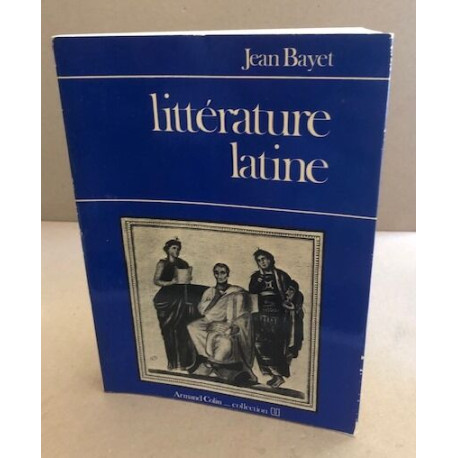 Jean Bayet
littérature
latine
Armand Colin _ collection U